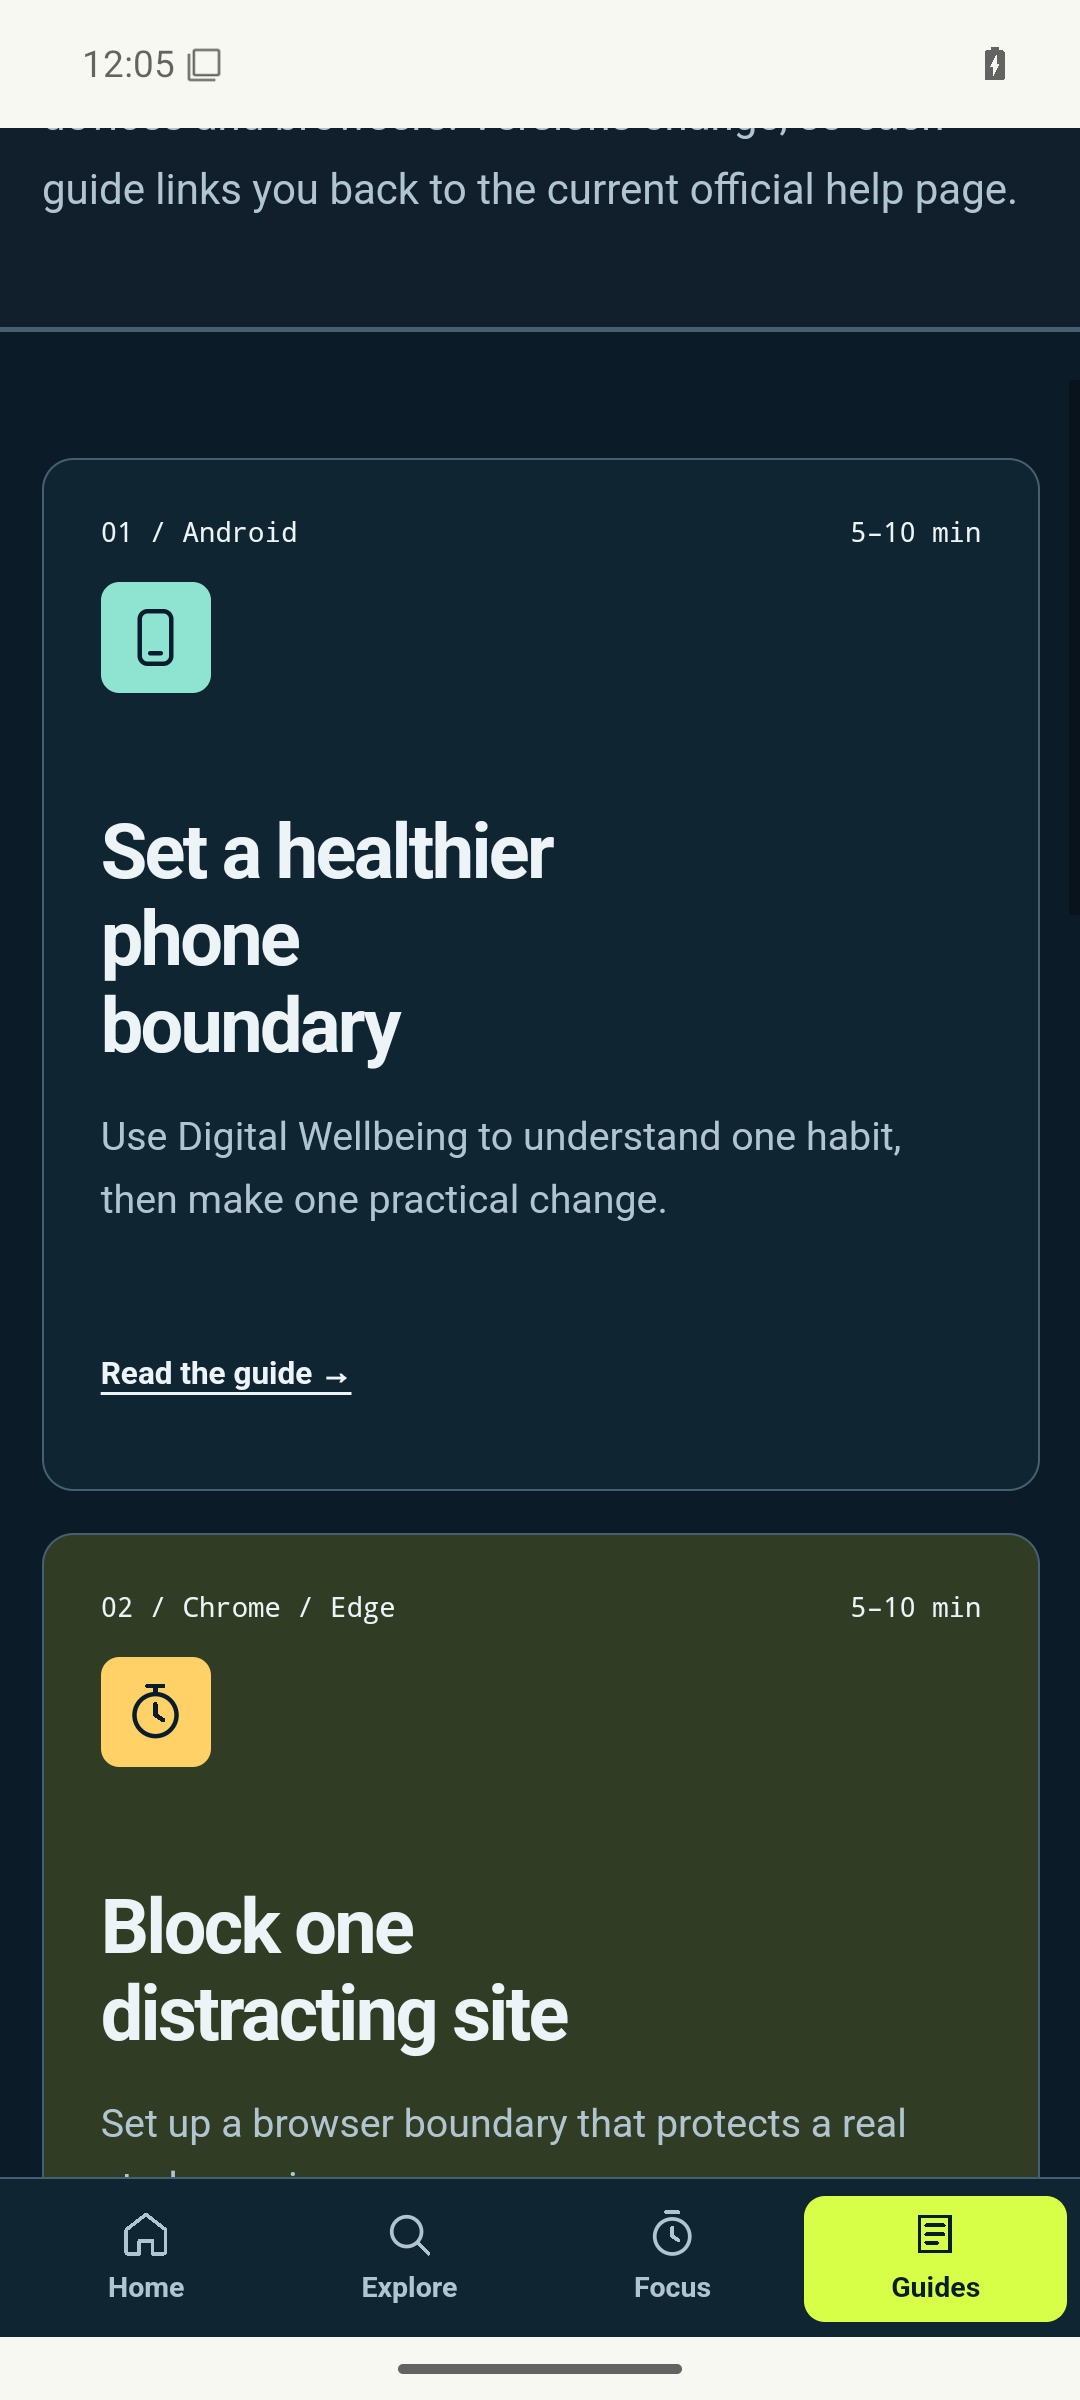 12:05
guide links you back to the current official help page.
01 / Android
5–10 min
Set a healthier
phone
boundary
Use Digital Wellbeing to understand one habit,
then make one practical change.
Read the guide →
02 / Chrome / Edge
5–10 min
Block one
distracting site
Set up a browser boundary that protects a real
Home
Explore
Focus
Guides